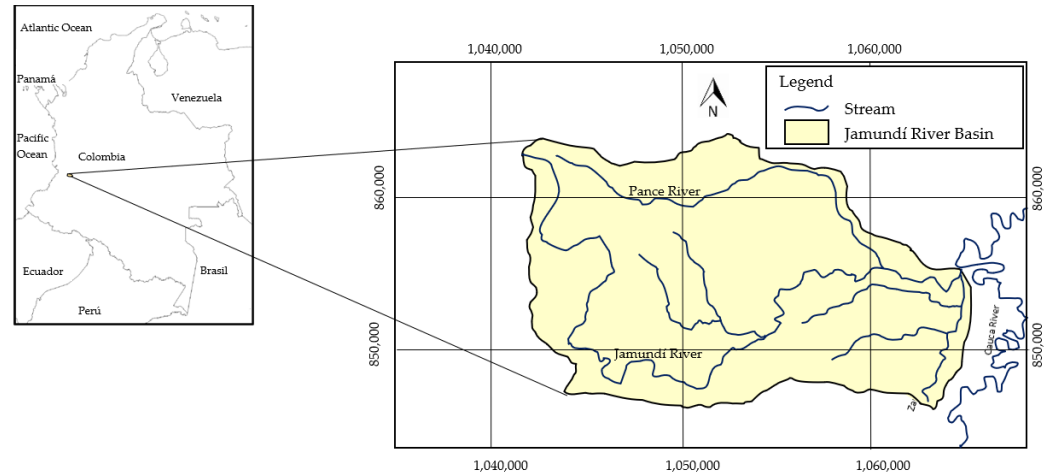 Atlantic Ocean
Panamá
Venezuela
Pacific
Ocean
Colombia
Ecuador
Brasil
Perú
1,040,000
1,050,000
1,060,000
Legend
Stream
Jamundí River Basin
N
860,000
Pance River
860,000
850,000
Jamundí River
Cauca River
850,000
Za
1,040,000
1,050,000
1,060,000